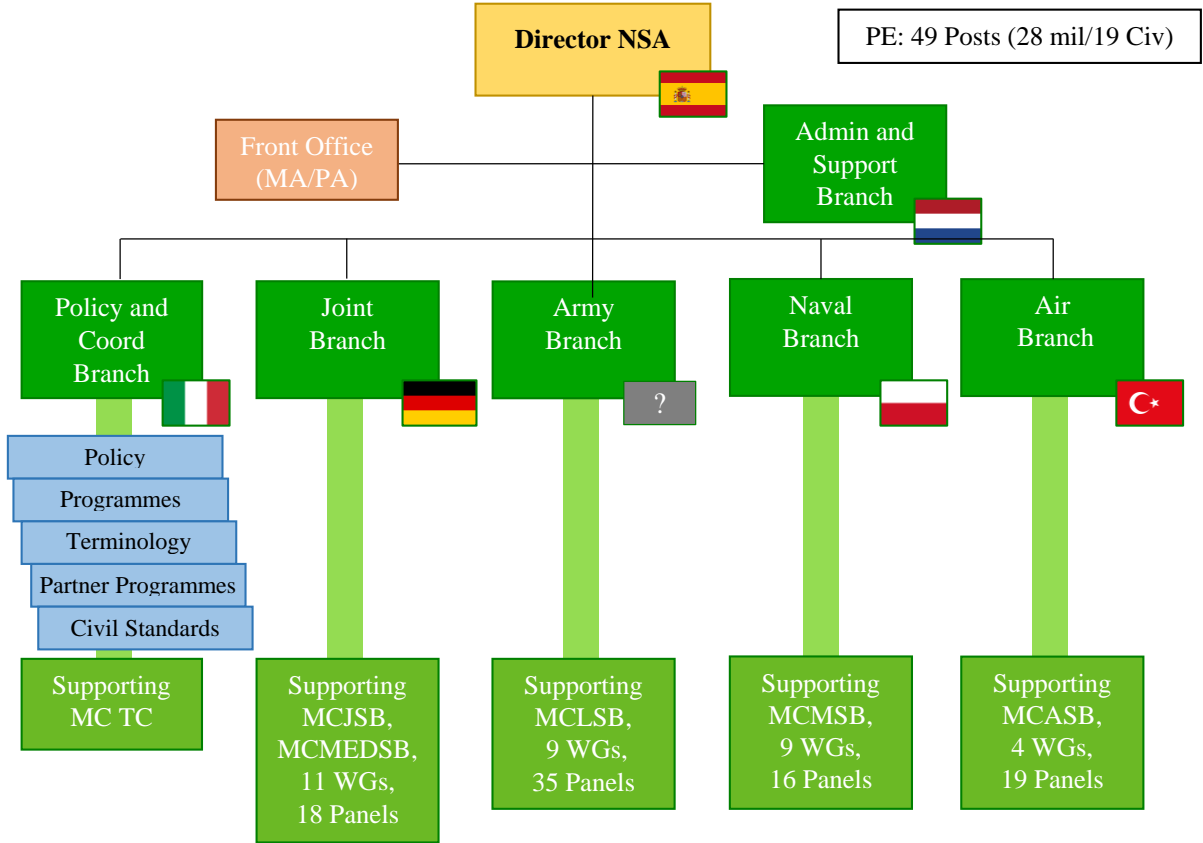 Director NSA
PE: 49 Posts (28 mil/19 Civ)
Front Office
(MA/PA)
Admin and
Support
Branch
Policy and
Coord
Branch
Joint
Branch
Army
Branch
?
Naval
Branch
Air
Branch
Policy
Programmes
Terminology
Partner Programmes
Civil Standards
Supporting
MC TC
Supporting
MCJSB,
MCMEDSB,
11 WGs,
18 Panels
Supporting
MCLSB,
9 WGs,
35 Panels
Supporting
MCMSB,
9 WGs,
16 Panels
Supporting
MCASB,
4 WGs,
19 Panels